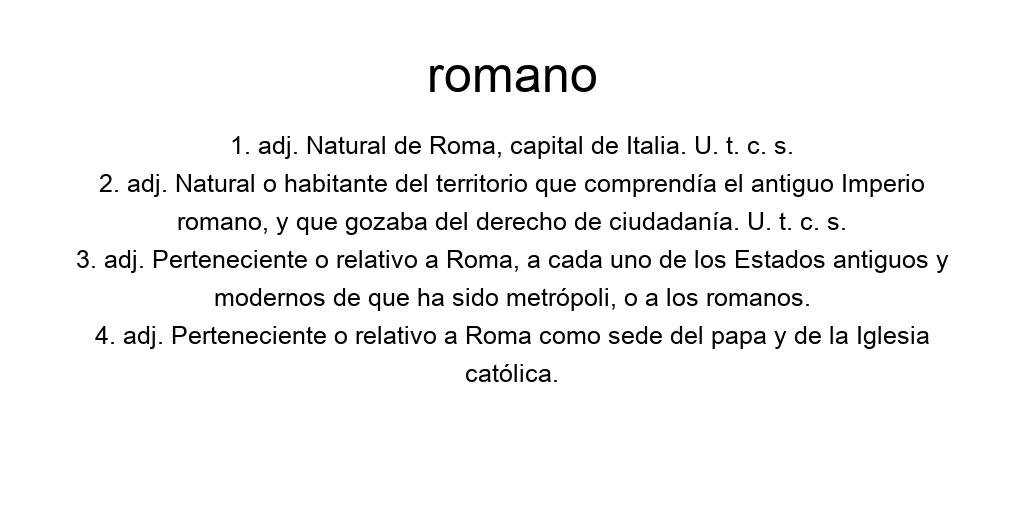 romano
1. adj. Natural de Roma, capital de Italia. U. t. c. s.
2. adj. Natural o habitante del territorio que comprendía el antiguo Imperio
romano, y que gozaba del derecho de ciudadanía. U. t. c. s.
3. adj. Perteneciente o relativo a Roma, a cada uno de los Estados antiguos y
modernos de que ha sido metrópoli, o a los romanos.
4. adj. Perteneciente o relativo a Roma como sede del papa y de la Iglesia
católica.